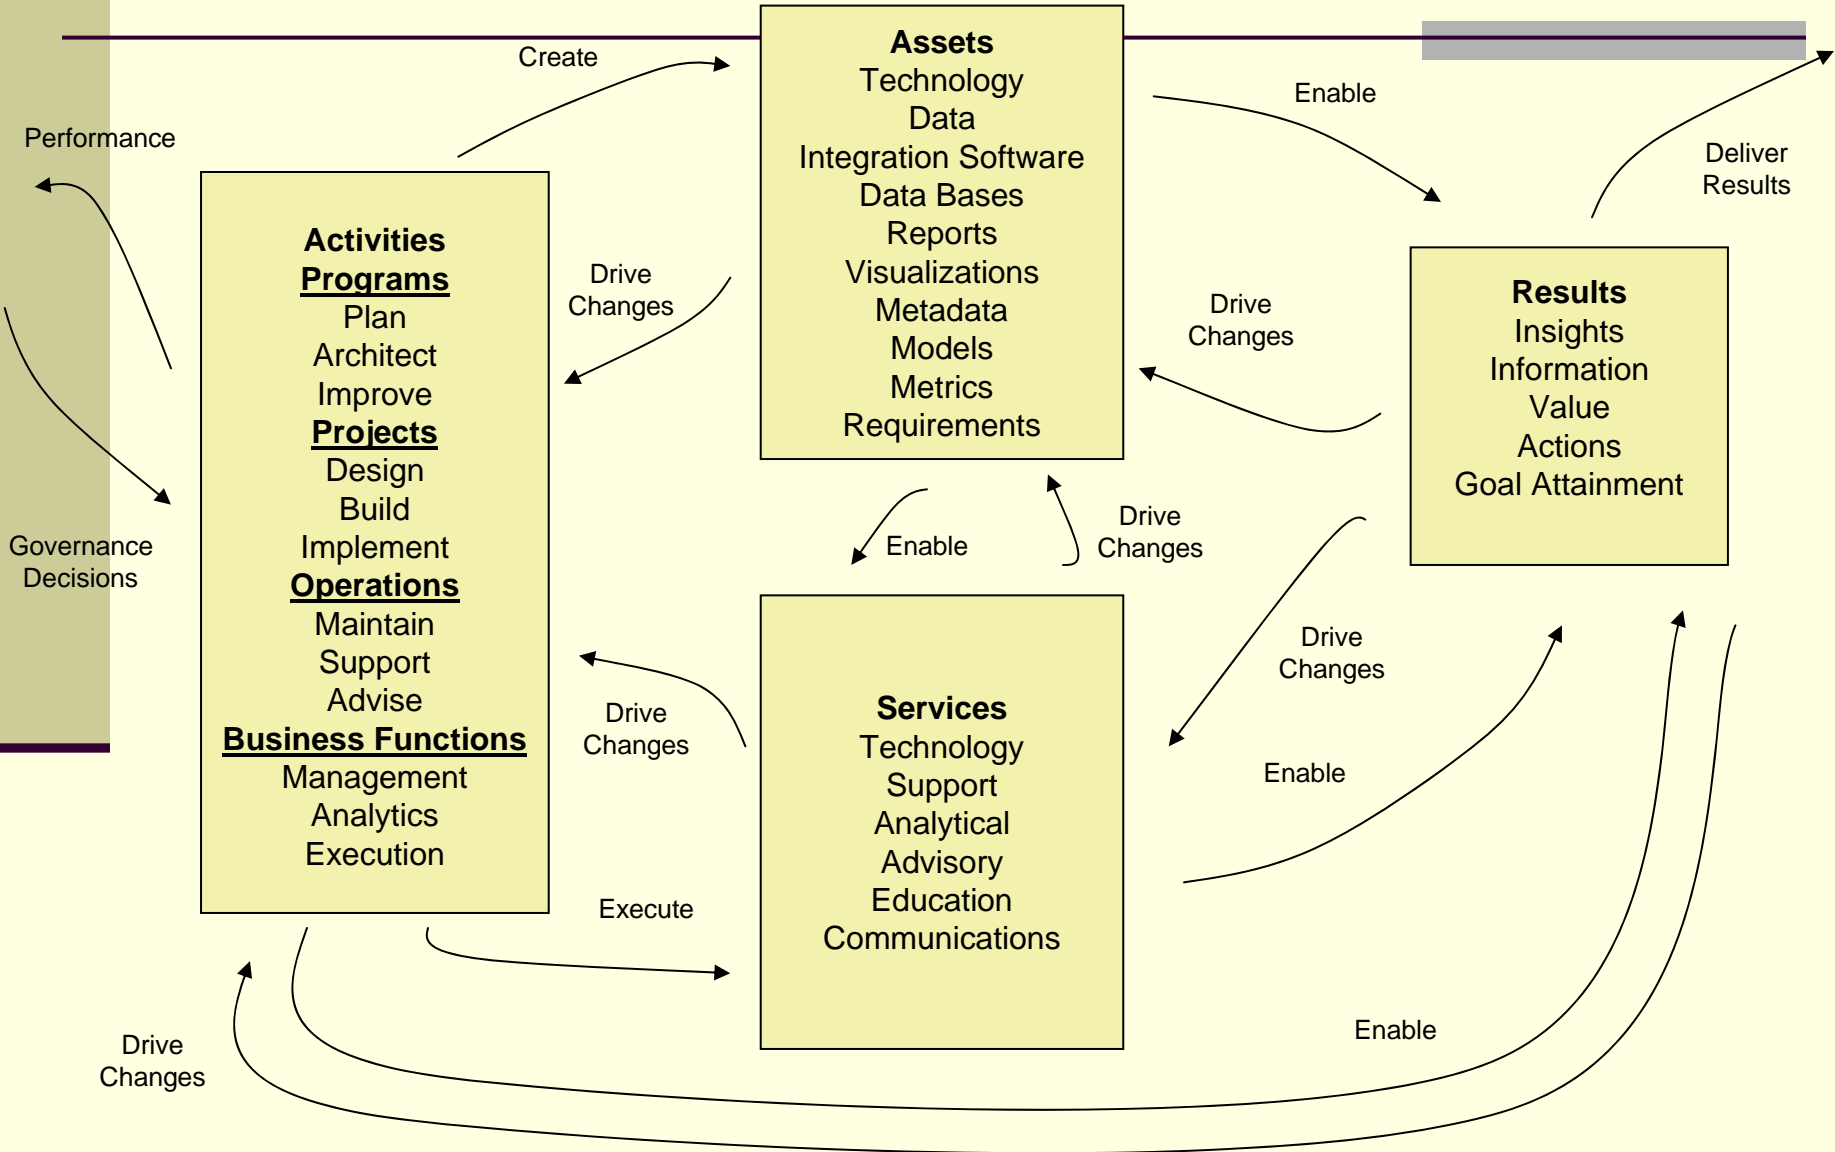 Create
Performance
Governance
Decisions
Activities
Programs
Plan
Architect
Improve
Projects
Design
Build
Implement
Operations
Maintain
Support
Advise
Business Functions
Management
Analytics
Execution
Drive
Changes
Drive
Changes
Execute
Drive
Changes
Assets
Technology
Data
Integration Software
Data Bases
Reports
Visualizations
Metadata
Models
Metrics
Requirements
Enable
Drive
Changes
Services
Technology
Support
Analytical
Advisory
Education
Communications
Enable
Drive
Changes
Deliver
Results
Results
Insights
Information
Value
Actions
Goal Attainment
Drive
Changes
Enable
Enable